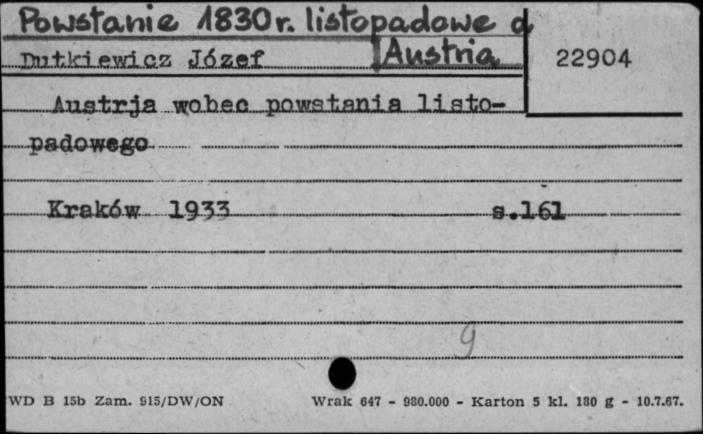 Powstanie 1830r. listopadowe a
Austria
22904
Dutkiewicz Józef
Austrja wobec powstania listo-
padowego
Kraków 1933 s.161
9
WD B 15b Zam. 915/DW/ON Wrak 647 - 980.000 - Karton 5 kl. 180 g - 10.7.67.